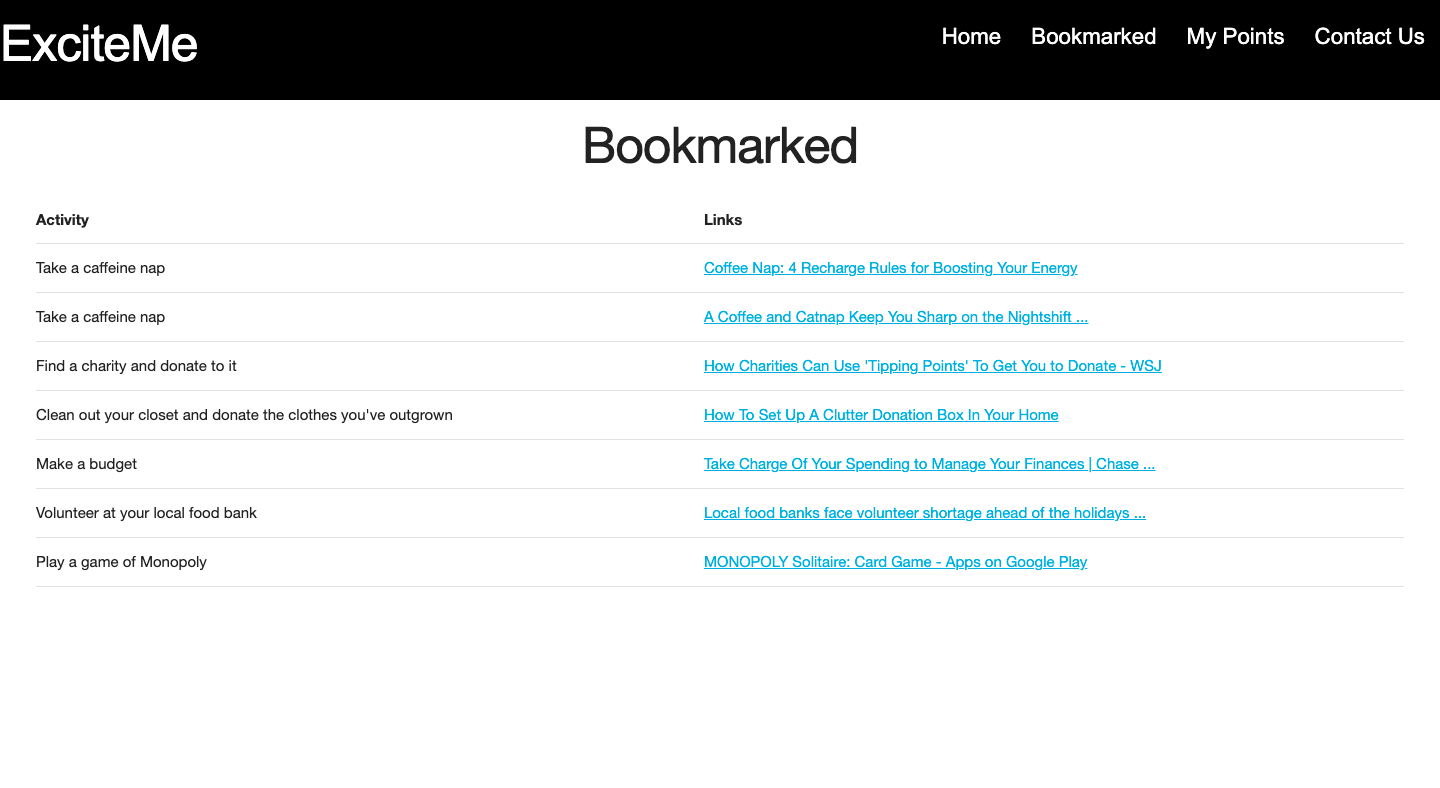 ExciteMe
Home Bookmarked My Points Contact Us
Bookmarked
Activity Links
Take a caffeine nap Coffee Nap: 4 Recharge Rules for Boosting Your Energy
Take a caffeine nap A Coffee and Catnap Keep You Sharp on the Nightshift ...
Find a charity and donate to it How Charities Can Use 'Tipping Points' To Get You to Donate - WSJ
Clean out your closet and donate the clothes you've outgrown How To Set Up A Clutter Donation Box In Your Home
Make a budget Take Charge Of Your Spending to Manage Your Finances | Chase ...
Volunteer at your local food bank Local food banks face volunteer shortage ahead of the holidays ...
Play a game of Monopoly MONOPOLY Solitaire: Card Game - Apps on Google Play